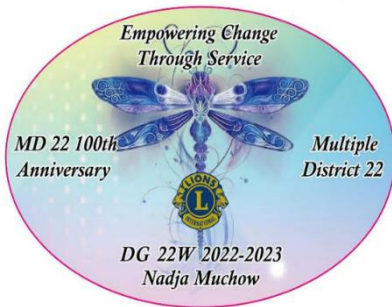 Empowering Change
Through Service
MD 22 100th
Anniversary
Multiple
District 22
LIONS
L
INTERNATIONAL
DG 22W 2022-2023
Nadja Muchow